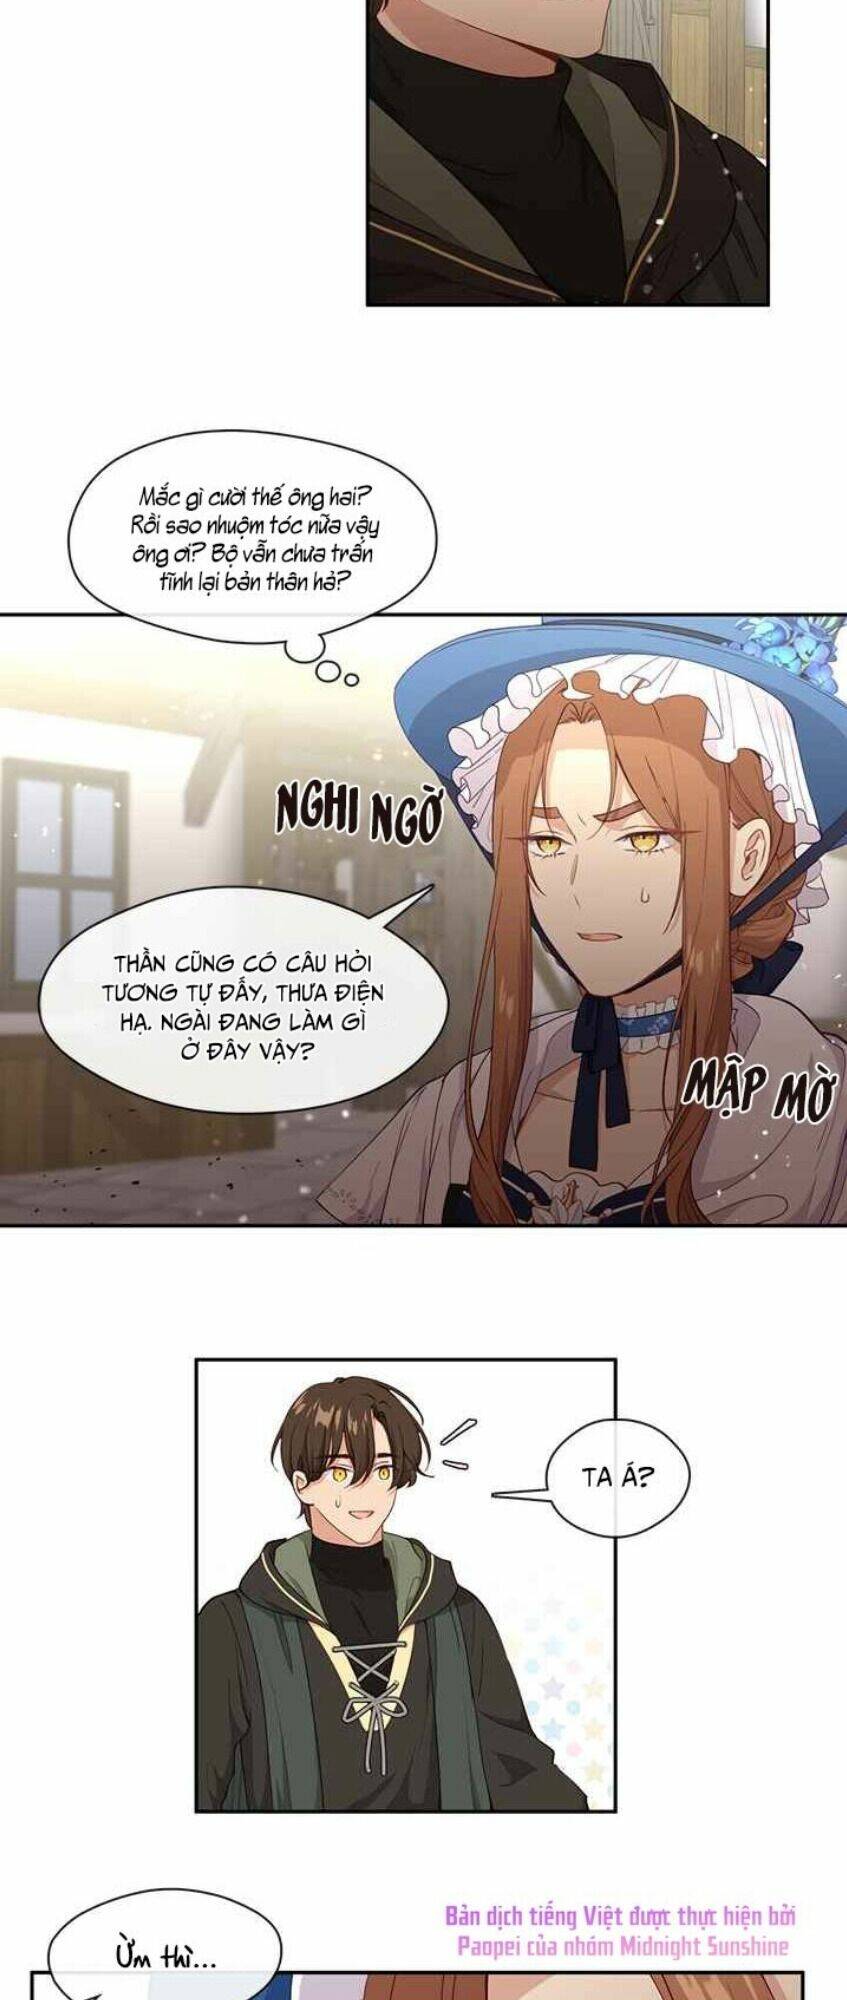 Mắc gì cười thế ông hai?
Rồi sao nhuộm tóc nữa vậy
ông ơi? Bộ vẫn chưa trấn
tĩnh lại bản thân hả?
NGHI NGỜ
THẦN CŨNG CÓ CÂU HỎI
TƯƠNG TỰ ĐẤY, THƯA ĐIỆN
HẠ. NGÀI ĐANG LÀM GÌ
Ở ĐÂY VẬY?
MẬP MỜ
TA Á?
Bản dịch tiếng Việt được thực hiện bởi
Paopei của nhóm Midnight Sunshine
Ừm thì...